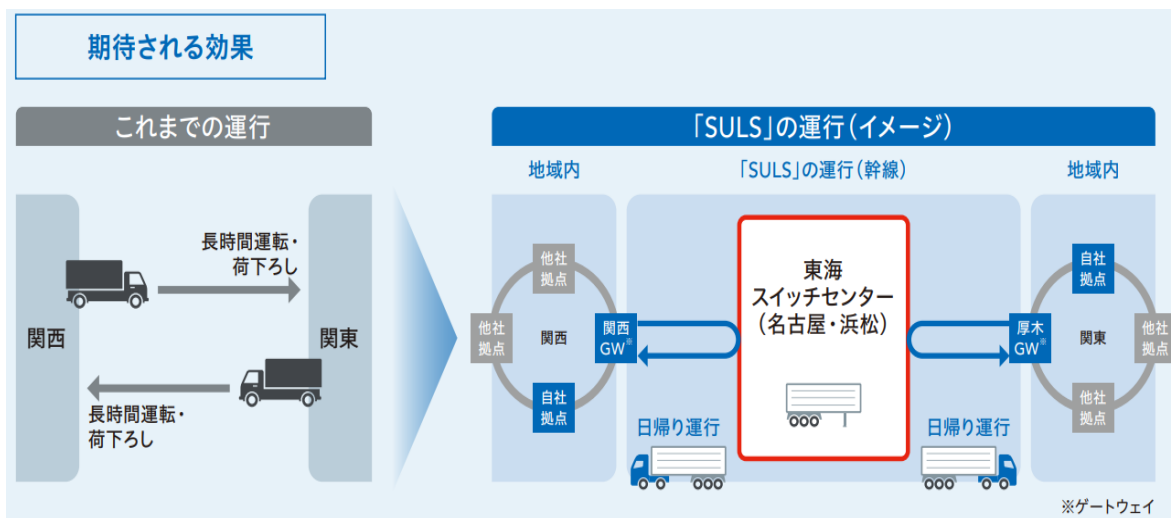 期待される効果
これまでの運行
関西
長時間運転・
荷下ろし
長時間運転・
荷下ろし
関東
「SULS」の運行(イメージ)
地域内
「SULS」の運行(幹線)
地域内
他社
拠点
他社
拠点
関西
関西
GW※
自社
拠点
東海
スイッチセンター
(名古屋・浜松)
日帰り運行
日帰り運行
自社
拠点
厚木
GW※
関東
他社
拠点
他社
拠点
※ゲートウェイ